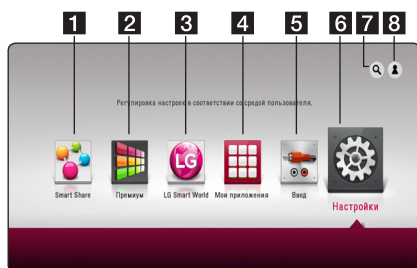 1 2 3 4 5 6 7 8
Регулировка настроек в соответствии со средой пользователя,
LG
Smart Share Премиум LG Smart World Мои приложения Ввод
Настройки